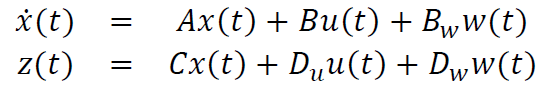 ẋ(t) = Ax(t) + Bu(t) + B_w w(t)
z(t) = Cx(t) + D_u u(t) + D_w w(t)